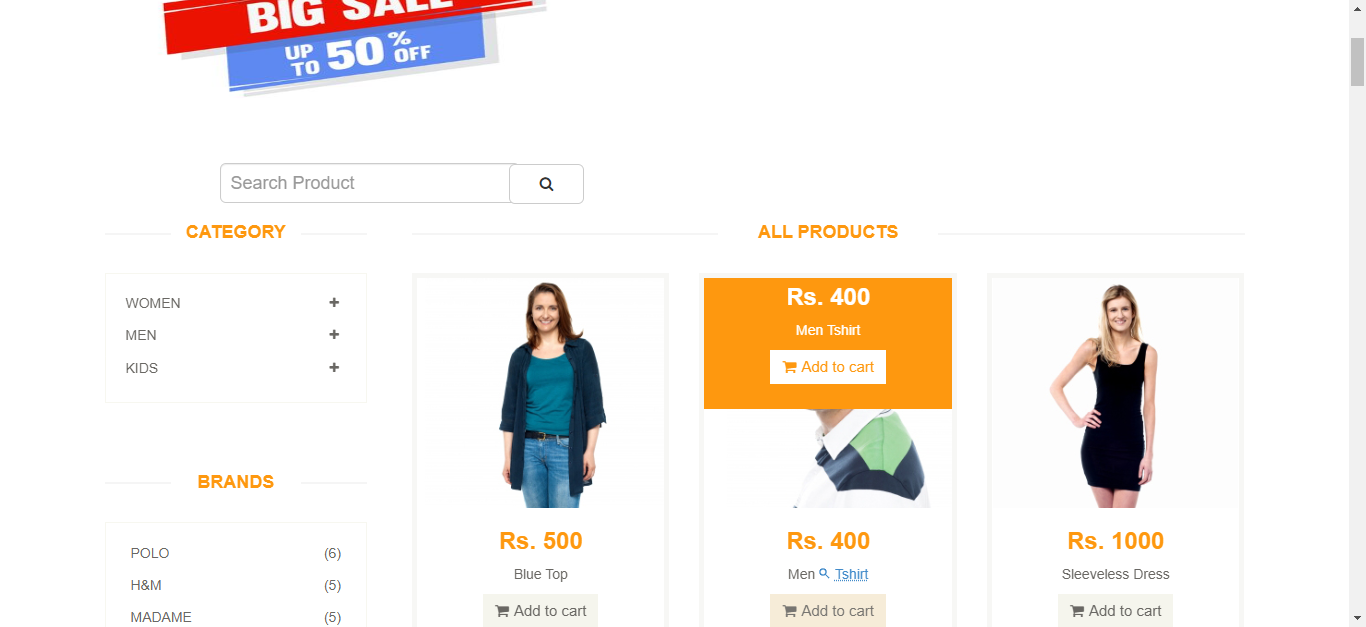 BIG SALE
UP TO 50% OFF
Search Product
CATEGORY
ALL PRODUCTS
WOMEN
MEN
KIDS
BRANDS
POLO (6)
H&M (5)
MADAME (5)
Rs. 500
Blue Top
Add to cart
Rs. 400
Men Tshirt
Add to cart
Rs. 400
Men Tshirt
Add to cart
Rs. 1000
Sleeveless Dress
Add to cart